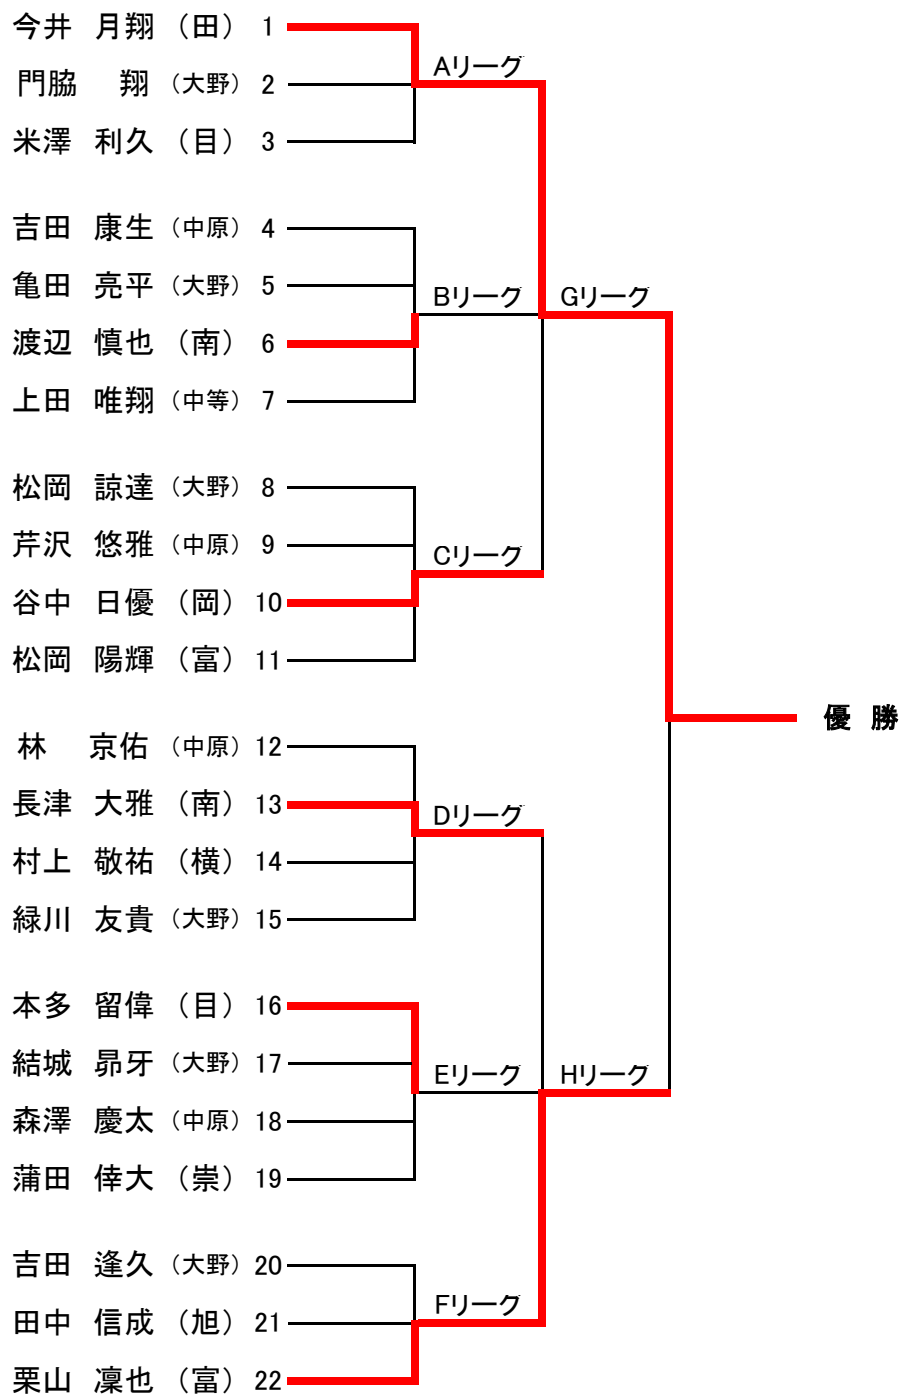 今井 月翔 (田) 1
Aリーグ
門脇 翔 (大野) 2
米澤 利久 (目) 3
吉田 康生 (中原) 4
亀田 亮平 (大野) 5
Bリーグ Gリーグ
渡辺 慎也 (南) 6
上田 唯翔 (中等) 7
松岡 諒達 (大野) 8
芹沢 悠雅 (中原) 9
Cリーグ
谷中 日優 (岡) 10
松岡 陽輝 (富) 11
優 勝
林 京佑 (中原) 12
長津 大雅 (南) 13
Dリーグ
村上 敬祐 (横) 14
緑川 友貴 (大野) 15
本多 留偉 (目) 16
結城 昴牙 (大野) 17
Eリーグ Hリーグ
森澤 慶太 (中原) 18
蒲田 倖大 (崇) 19
吉田 逢久 (大野) 20
Fリーグ
田中 信成 (旭) 21
栗山 凜也 (富) 22